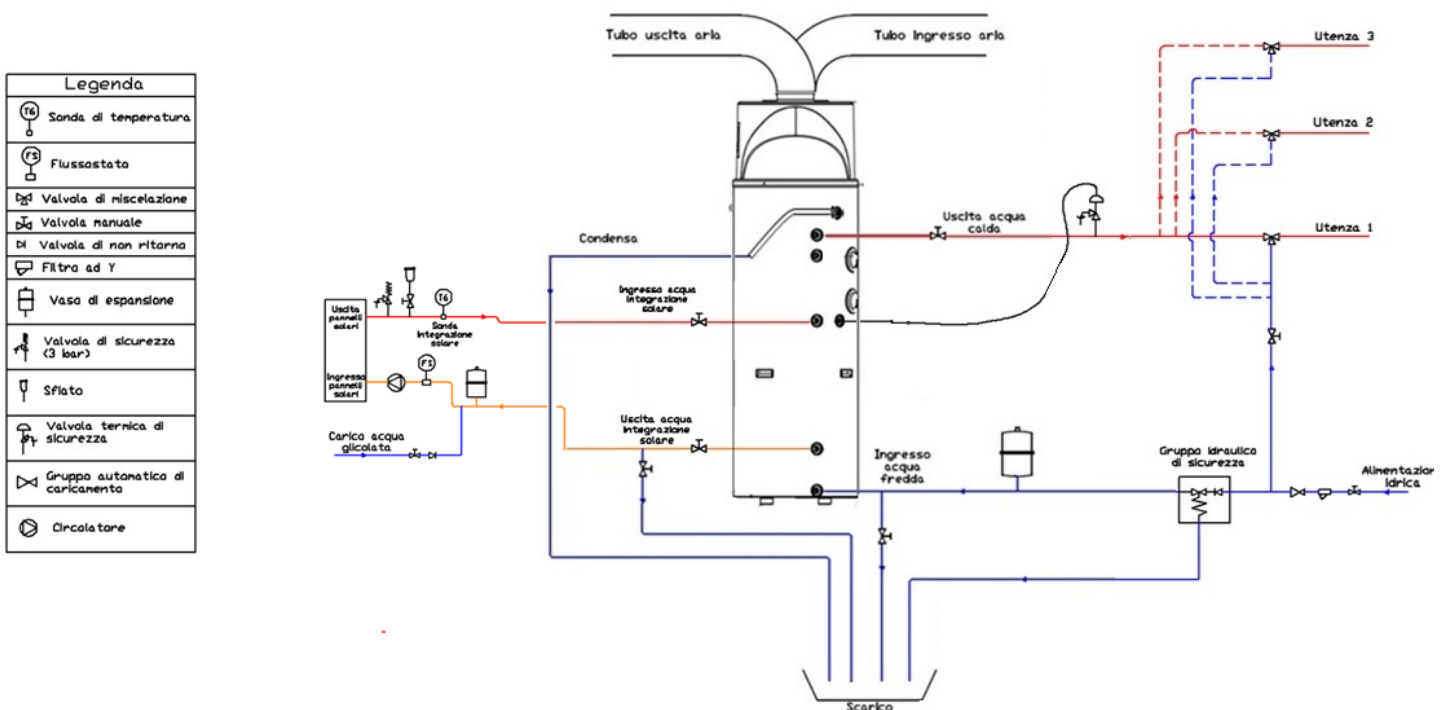 Tubo uscita aria
Tubo ingresso aria
Utenza 3
Utenza 2
Utenza 1
Legenda
T6
Sonda di temperatura
FS
Flussostato
Valvola di miscelazione
Valvola manuale
Valvola di non ritorno
Filtro ad Y
Vaso di espansione
Valvola di sicurezza
(3 bar)
Sfiato
Valvola termica di
sicurezza
Gruppo automatico di
caricamento
Circolatore
Uscita acqua
calda
Condensa
Ingresso acqua
integrazione
solare
Uscita
pannelli
solari
T6
Sonda
integrazione
solare
FS
Ingresso
pannelli
solari
Carica acqua
glicolata
Uscita acqua
integrazione
solare
Ingresso
acqua
fredda
Gruppo idraulico
di sicurezza
Alimentazion
idrica
Scarico